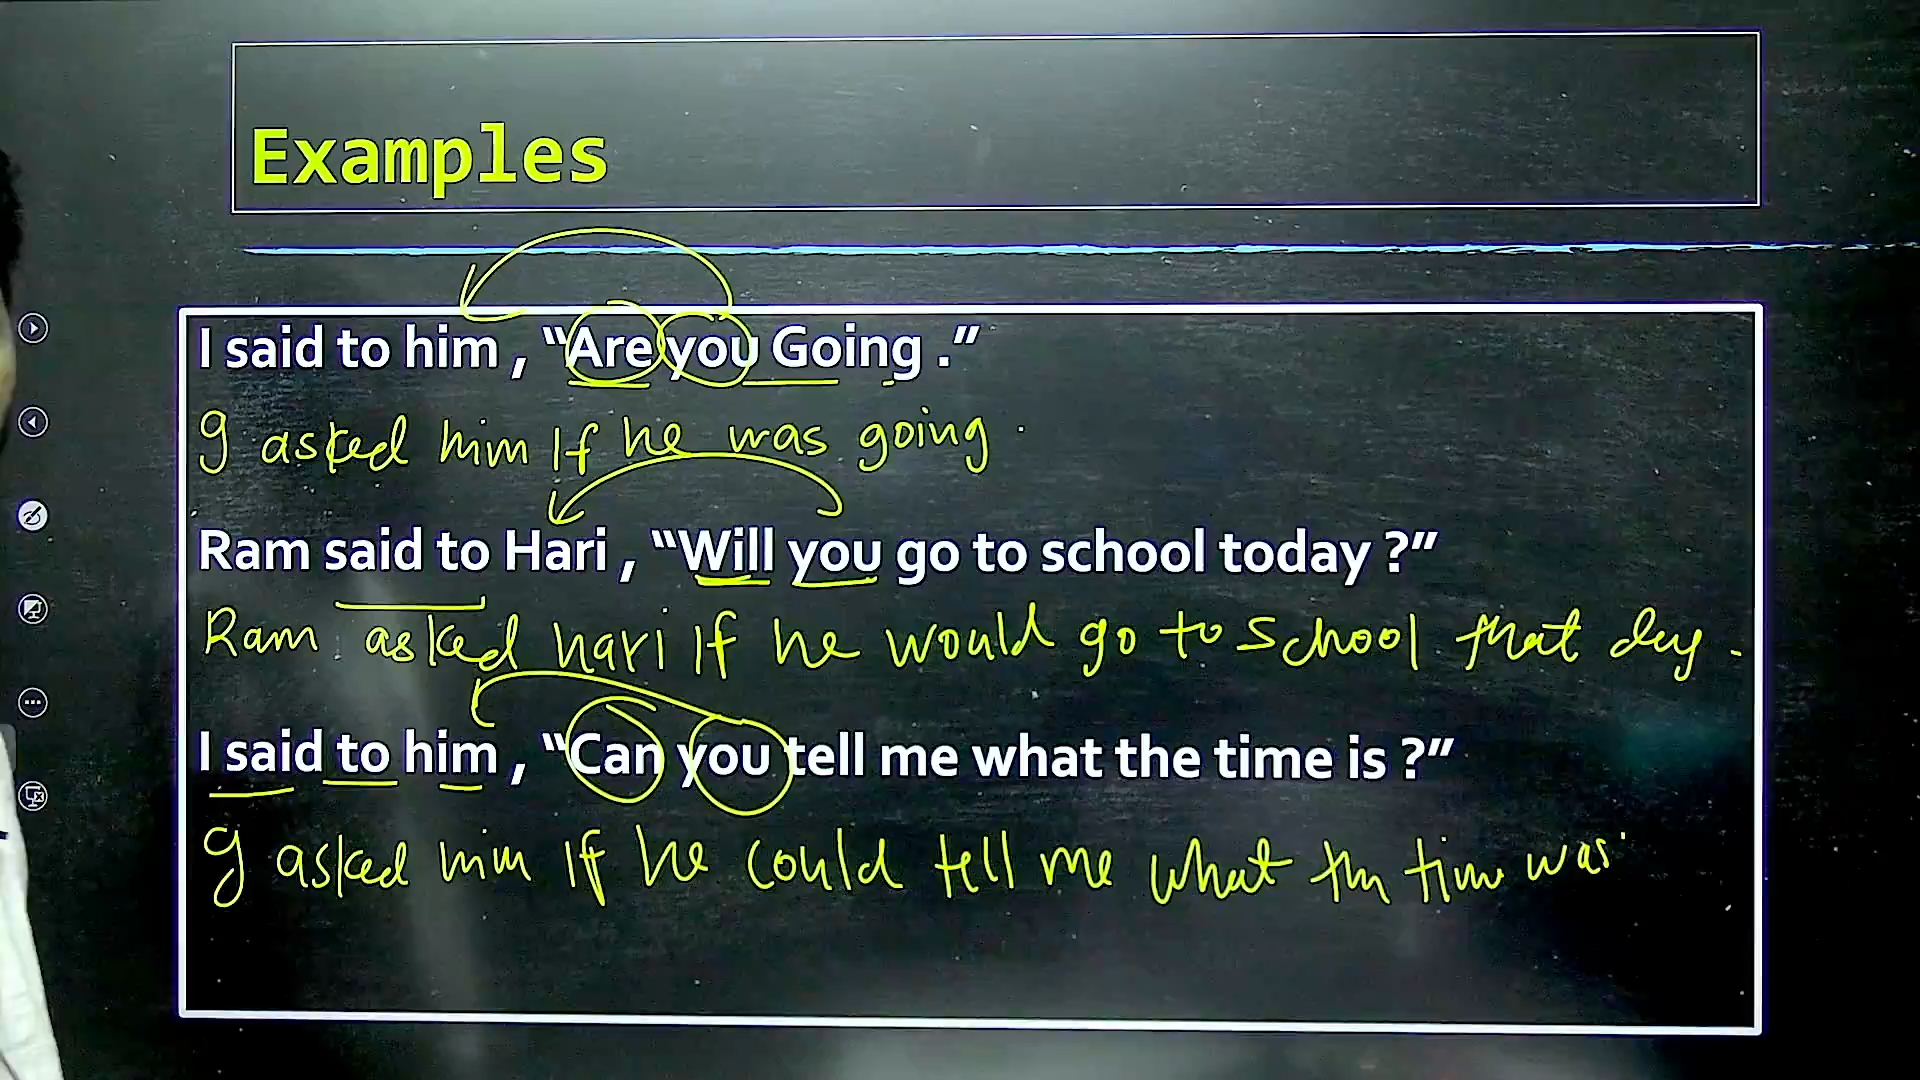 Examples
I said to him , “Are you Going .”
I asked him If he was going .
Ram said to Hari , “Will you go to school today ?”
Ram asked hari If he would go to school that day .
I said to him , “Can you tell me what the time is ?”
I asked him If he could tell me what the time was .